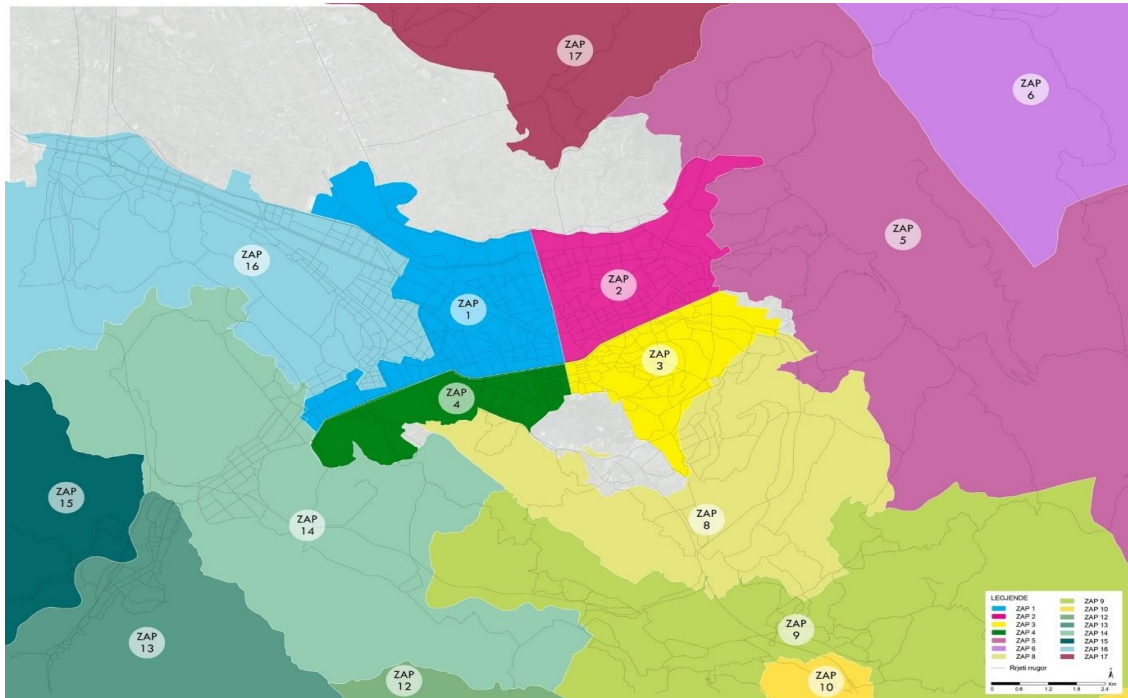 ZAP
17
ZAP
6
ZAP
5
ZAP
16
ZAP
2
ZAP
1
ZAP
3
ZAP
4
ZAP
15
ZAP
14
ZAP
8
ZAP
13
ZAP
9
ZAP
12
ZAP
10
LEGJENDE
ZAP 1
ZAP 2
ZAP 3
ZAP 4
ZAP 5
ZAP 6
ZAP 8
ZAP 9
ZAP 10
ZAP 12
ZAP 13
ZAP 14
ZAP 15
ZAP 16
ZAP 17
Rrjeti rrugor
0 0.6 1.2 1.8 2.4 Km